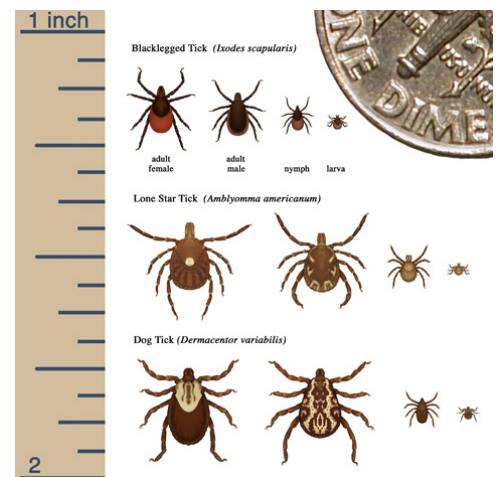 1 inch
Blacklegged Tick (Ixodes scapularis)
adult female
adult male
nymph
larva
Lone Star Tick (Amblyomma americanum)
Dog Tick (Dermacentor variabilis)
2
ONE DIME